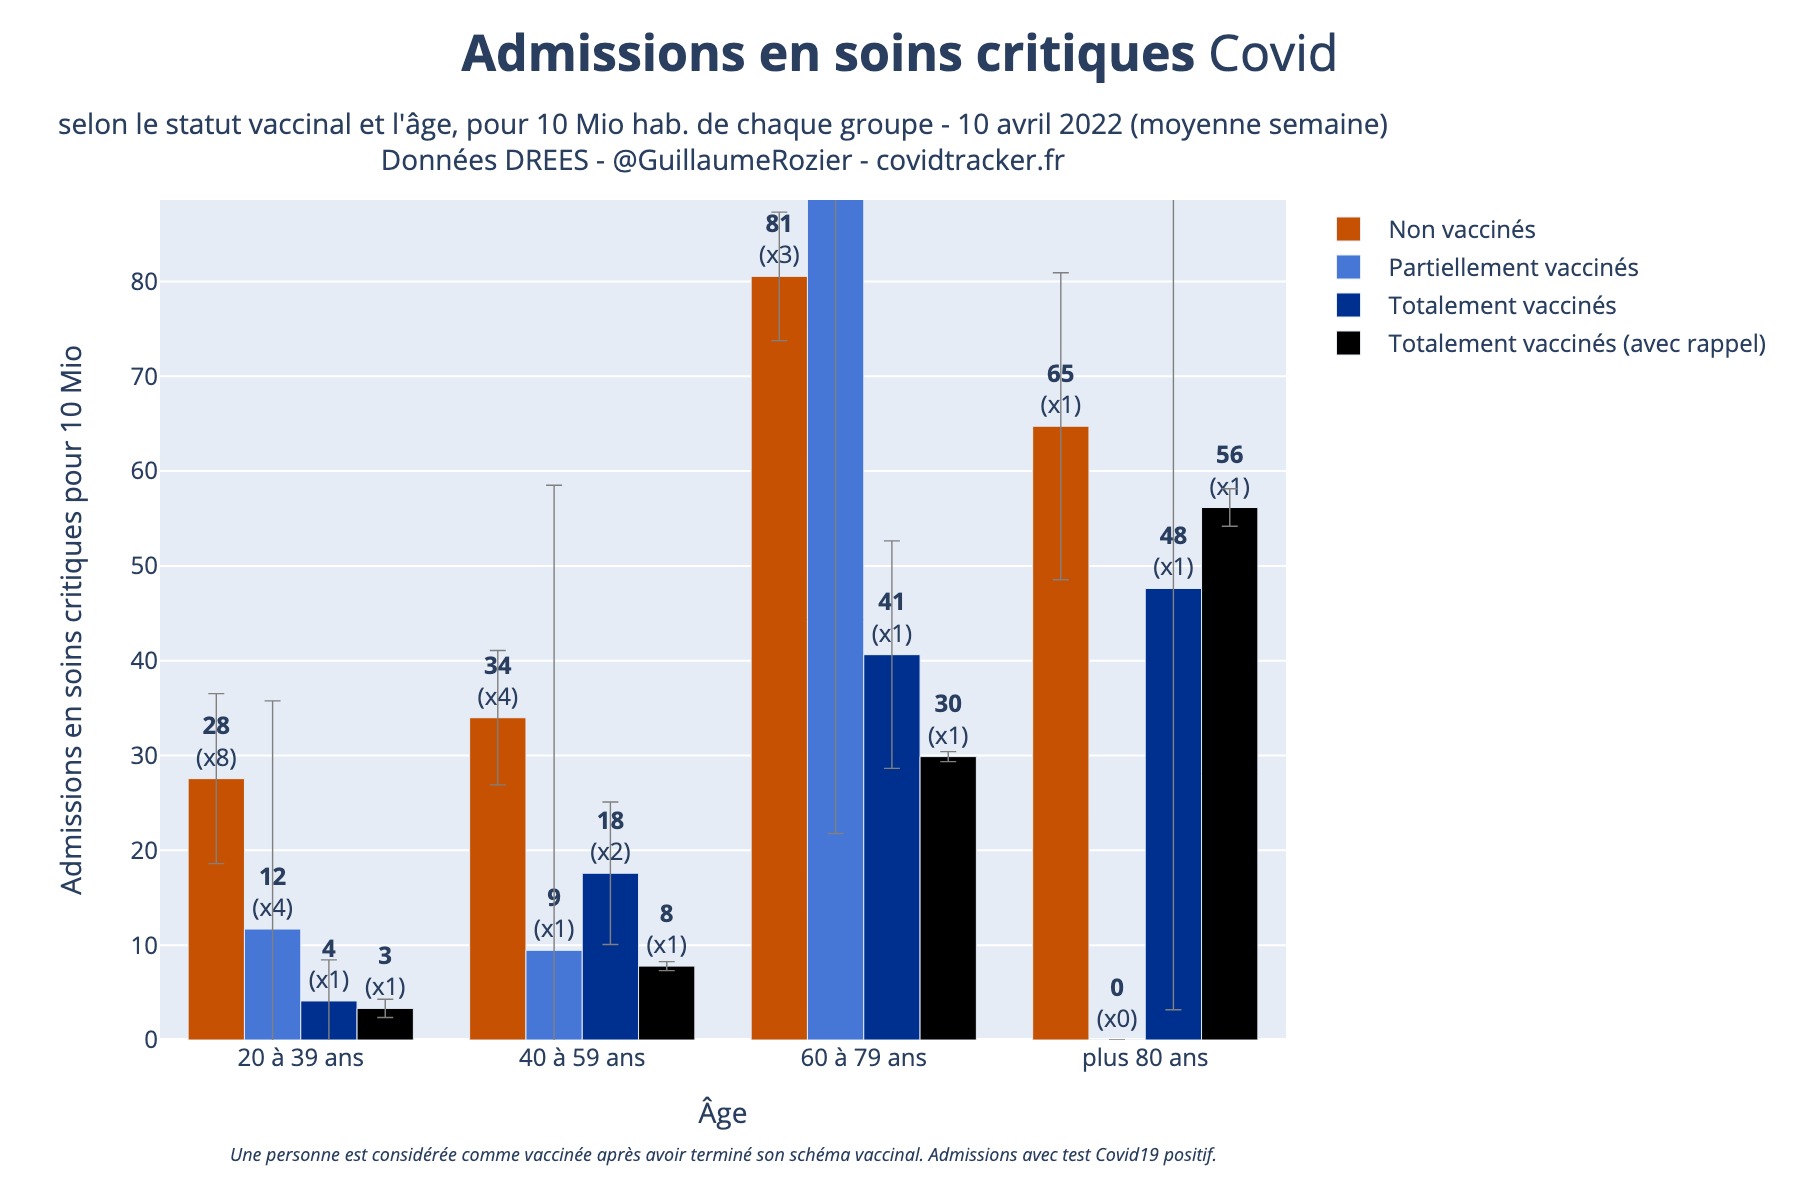 Admissions en soins critiques Covid
selon le statut vaccinal et l'âge, pour 10 Mio hab. de chaque groupe - 10 avril 2022 (moyenne semaine)
Données DREES - @GuillaumeRozier - covidtracker.fr
Non vaccinés
Partiellement vaccinés
Totalement vaccinés
Totalement vaccinés (avec rappel)
Admissions en soins critiques pour 10 Mio
80
70
60
50
40
30
20
10
0
28
(x8)
12
(x4)
4
(x1)
3
(x1)
34
(x4)
9
(x1)
18
(x2)
8
(x1)
81
(x3)
41
(x1)
30
(x1)
65
(x1)
0
(x0)
48
(x1)
56
(x1)
20 à 39 ans
40 à 59 ans
60 à 79 ans
plus 80 ans
Âge
Une personne est considérée comme vaccinée après avoir terminé son schéma vaccinal. Admissions avec test Covid19 positif.